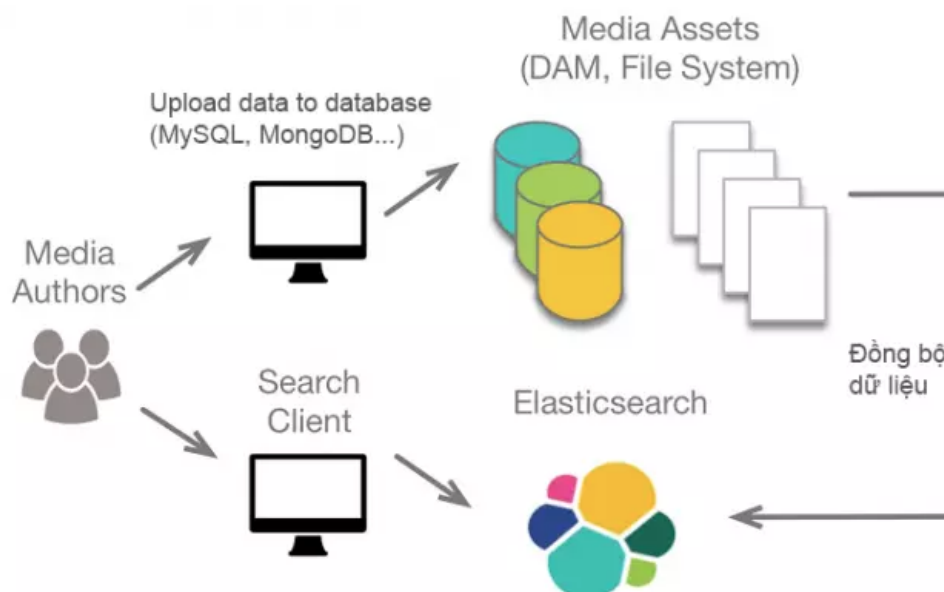 Media Assets
(DAM, File System)
Upload data to database
(MySQL, MongoDB...)
Media
Authors
Đồng bộ
dữ liệu
Search
Client
Elasticsearch